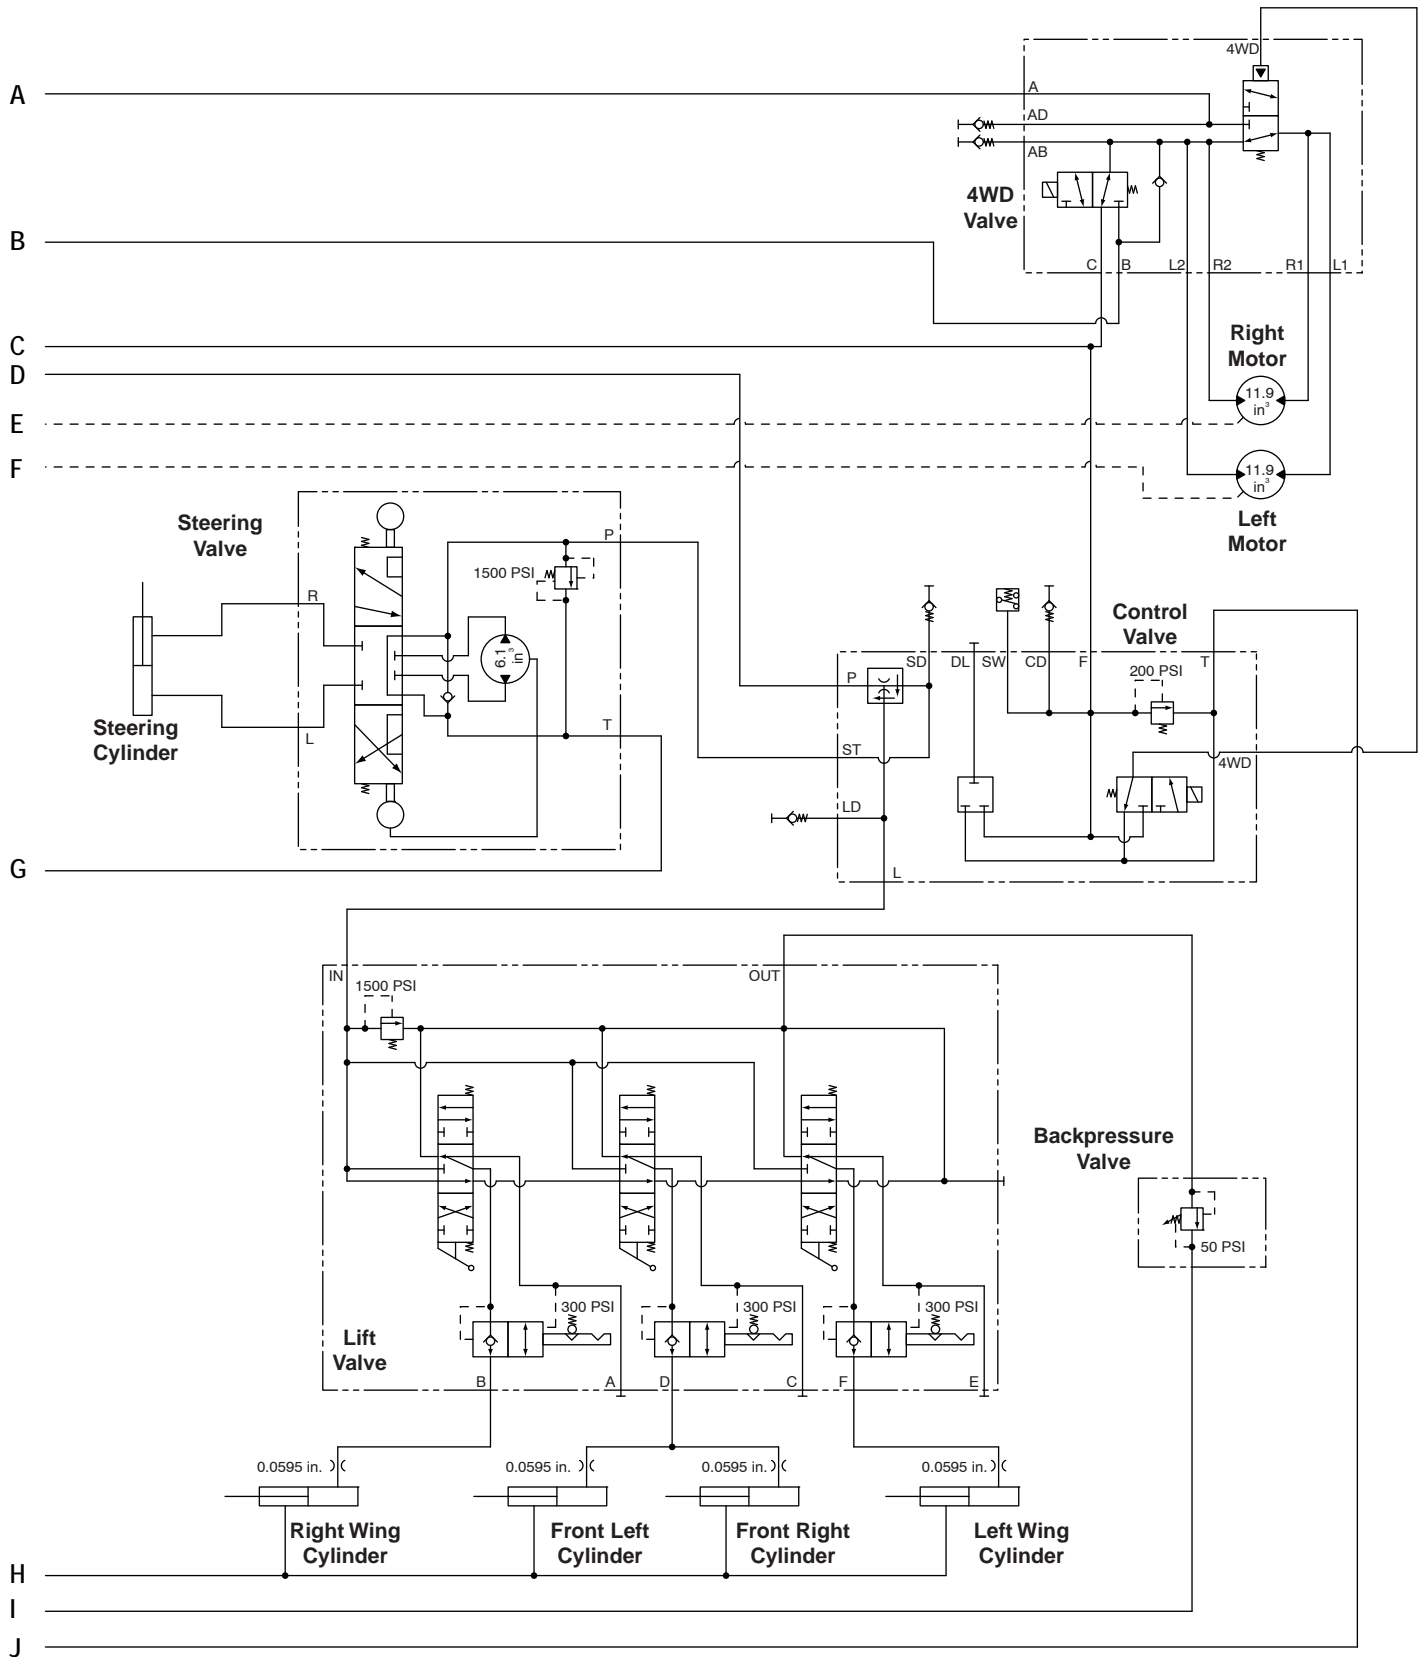 4WD
A
A
AD
AB
4WD
Valve
B
C
B
L2
R2
R1
L1
Right
Motor
C
D
11.9
in³
E
F
11.9
in³
Left
Motor
Steering
Valve
P
1500 PSI
R
6.1
in³
Control
Valve
SD
DL
SW
CD
F
T
200 PSI
P
Steering
Cylinder
L
T
ST
4WD
LD
G
L
IN
OUT
1500 PSI
Backpressure
Valve
50 PSI
300 PSI
300 PSI
300 PSI
Lift
Valve
B
A
D
C
F
E
0.0595 in.
0.0595 in.
0.0595 in.
0.0595 in.
Right Wing
Cylinder
Front Left
Cylinder
Front Right
Cylinder
Left Wing
Cylinder
H
I
J